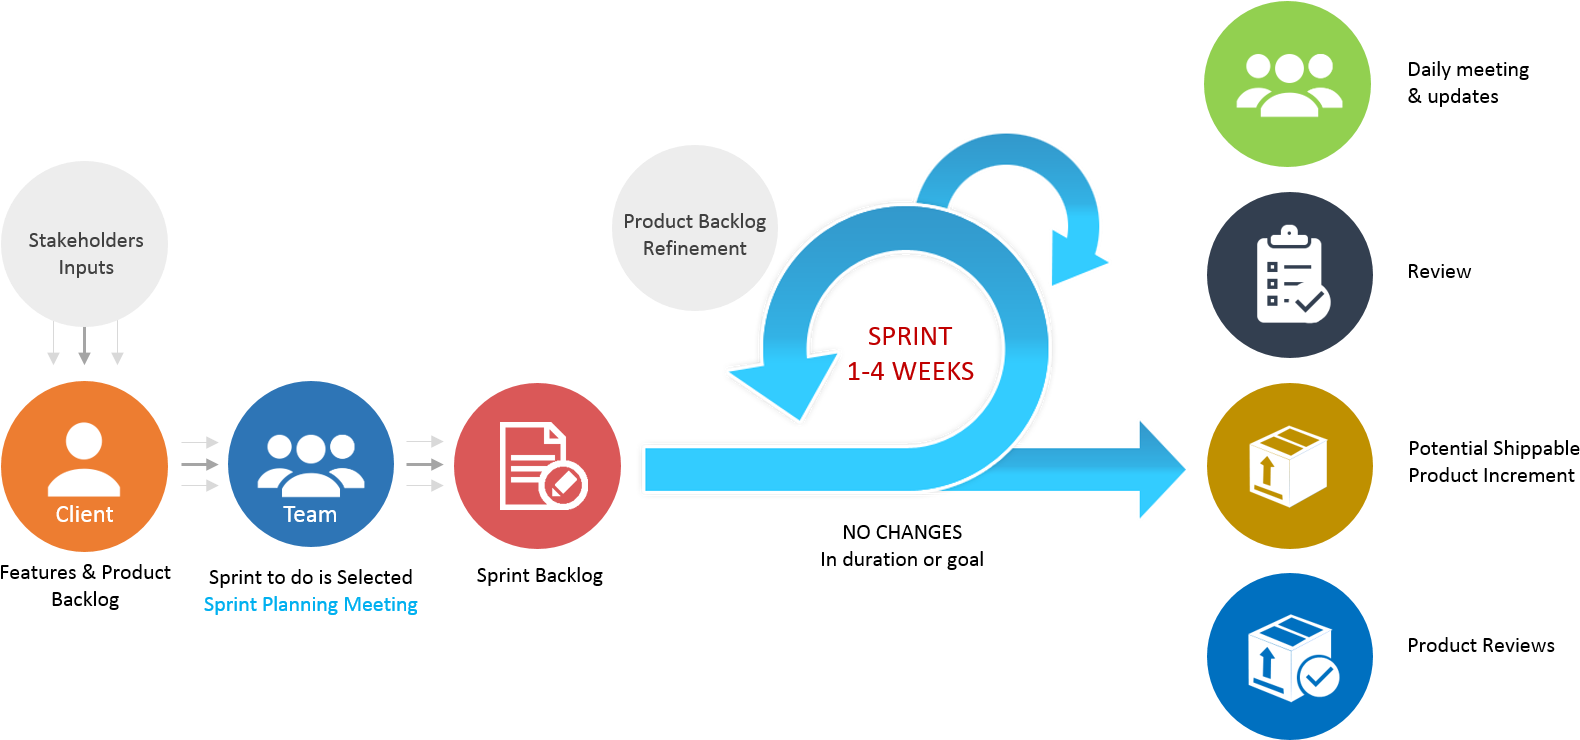 Stakeholders
Inputs
Client
Features & Product
Backlog
Team
Sprint to do is Selected
Sprint Planning Meeting
Sprint Backlog
Product Backlog
Refinement
SPRINT
1-4 WEEKS
NO CHANGES
In duration or goal
Daily meeting
& updates
Review
Potential Shippable
Product Increment
Product Reviews